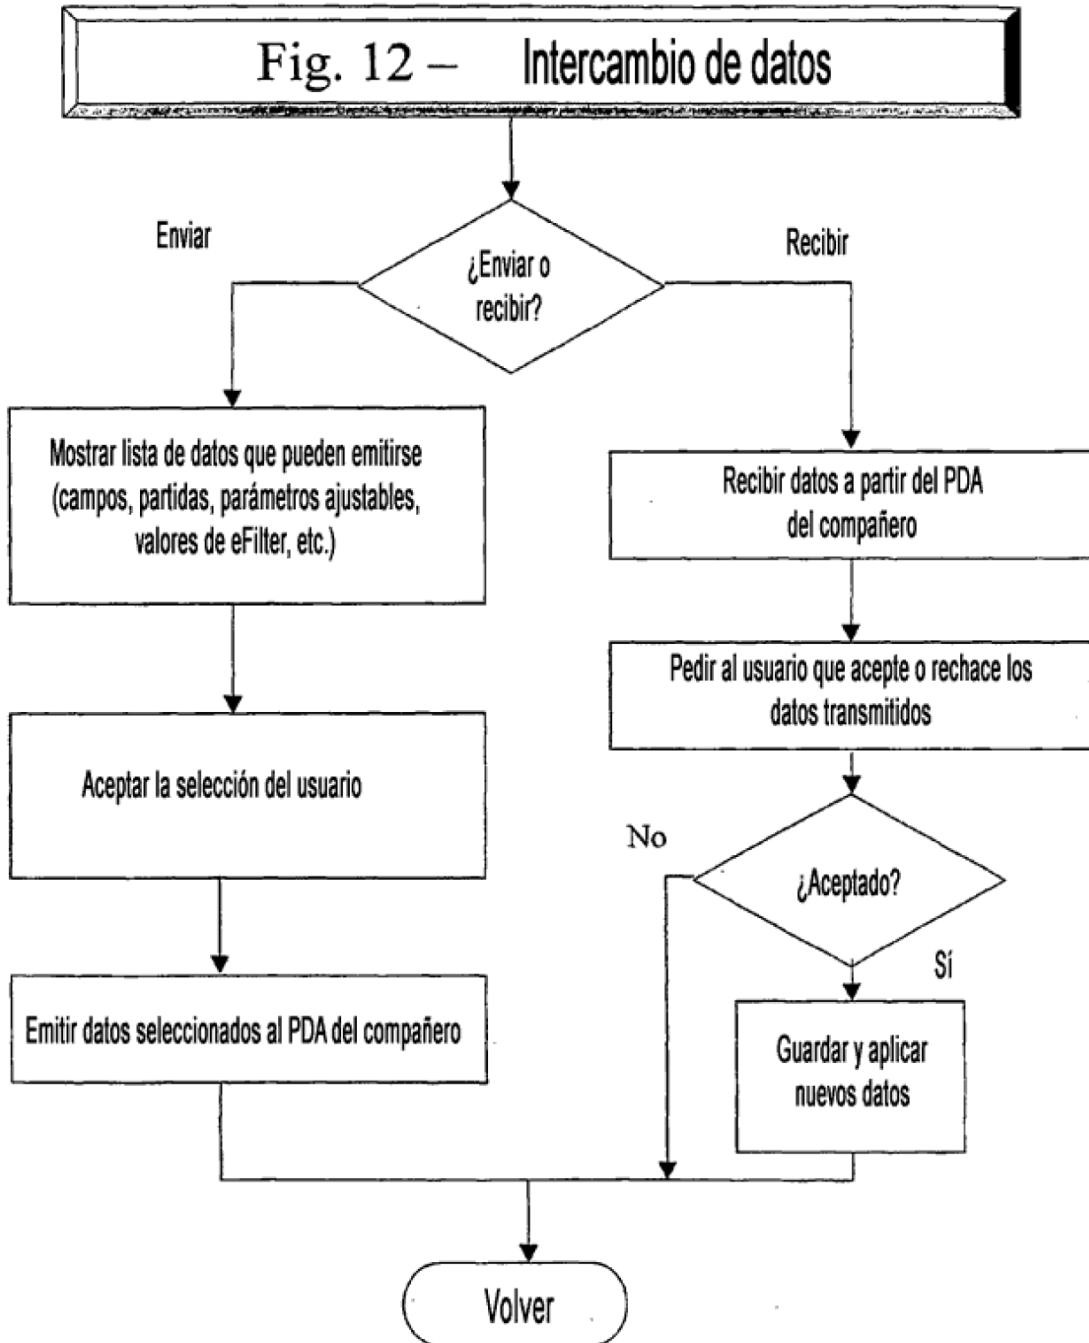 Fig. 12 – Intercambio de datos
Enviar
Recibir
¿Enviar o
recibir?
Mostrar lista de datos que pueden emitirse
(campos, partidas, parámetros ajustables,
valores de eFilter, etc.)
Recibir datos a partir del PDA
del compañero
Pedir al usuario que acepte o rechace los
datos transmitidos
Aceptar la selección del usuario
No
¿Aceptado?
Sí
Emitir datos seleccionados al PDA del compañero
Guardar y aplicar
nuevos datos
Volver